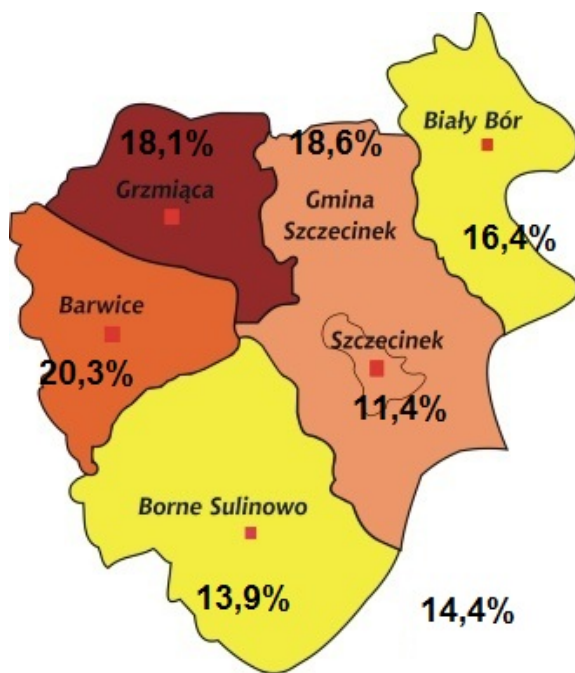 18,1%
Grzmiąca
18,6%
Gmina
Szczecinek
Biały Bór
16,4%
Barwice
20,3%
Szczecinek
11,4%
Borne Sulinowo
13,9%
14,4%